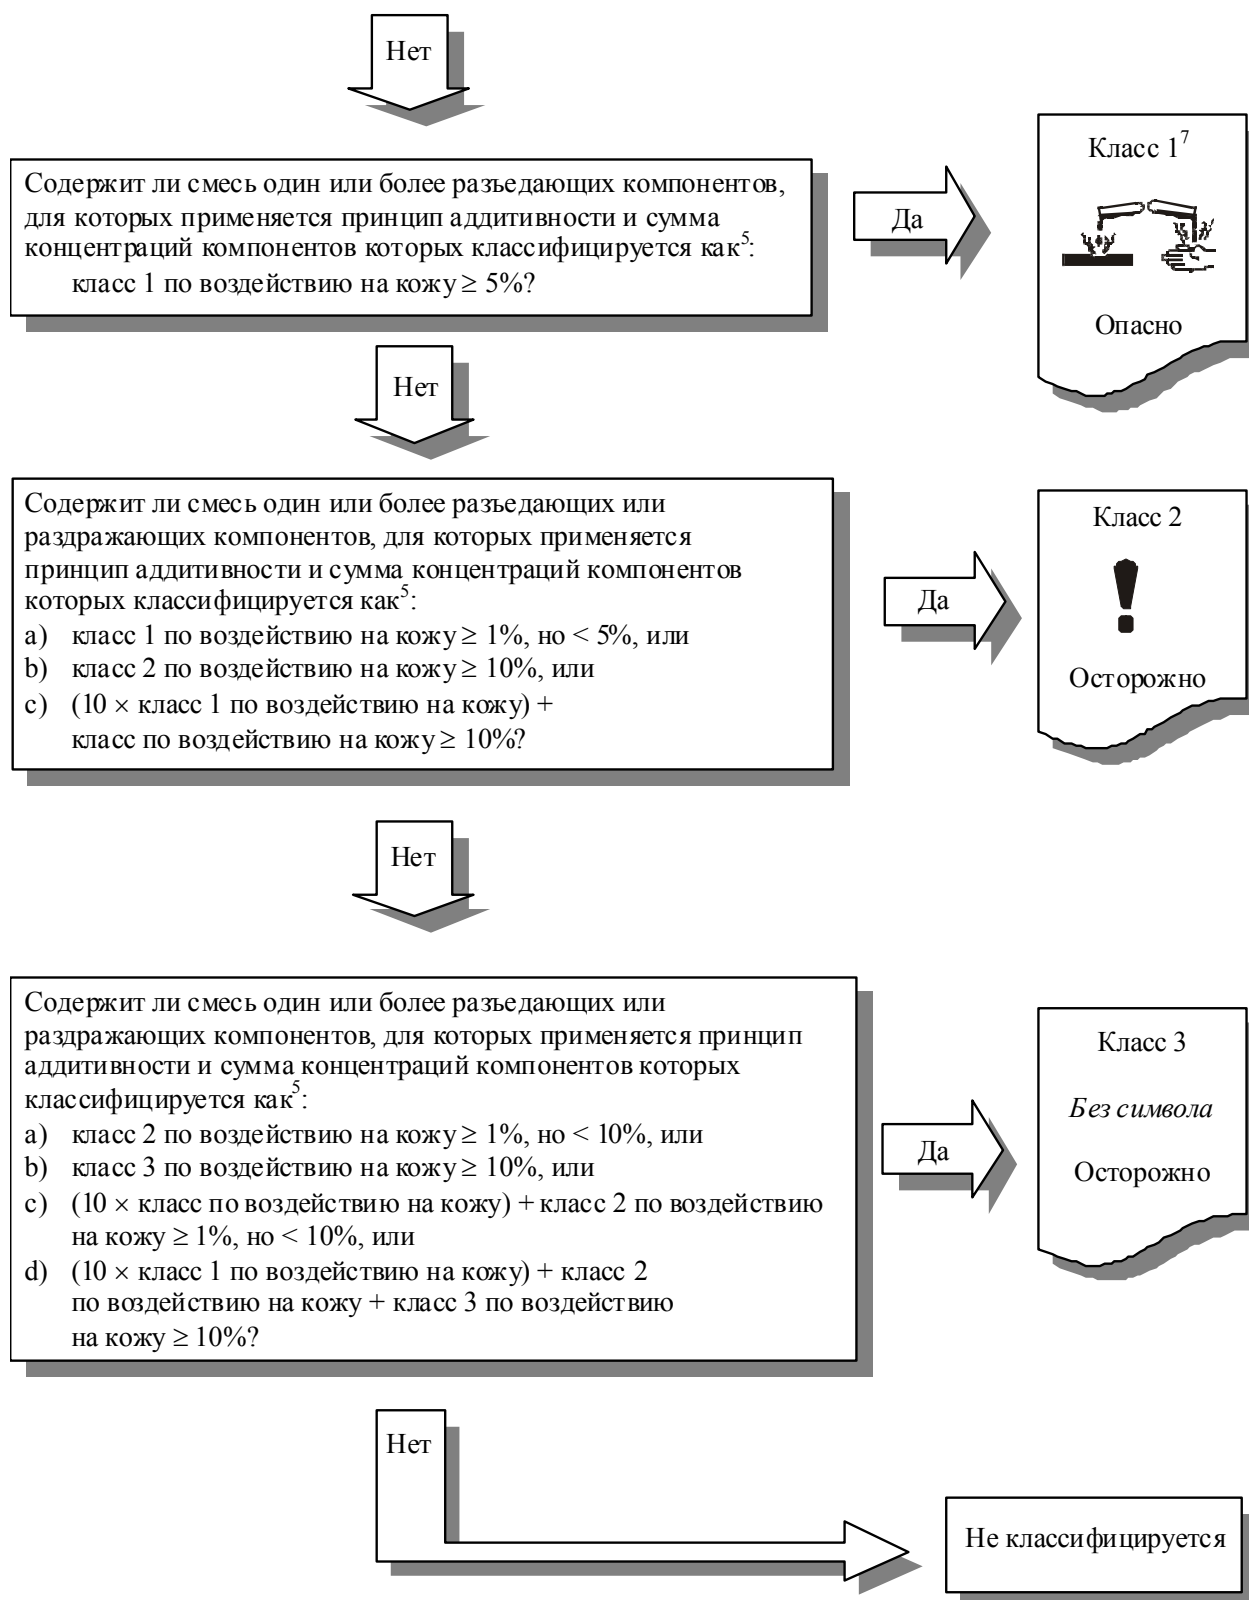 Нет
Содержит ли смесь один или более разъедающих компонентов,
для которых применяется принцип аддитивности и сумма
концентраций компонентов которых классифицируется как⁵:
класс 1 по воздействию на кожу ≥ 5%?
Да
Класс 1⁷
Опасно
Нет
Содержит ли смесь один или более разъедающих или
раздражающих компонентов, для которых применяется
принцип аддитивности и сумма концентраций компонентов
которых классифицируется как⁵:
a) класс 1 по воздействию на кожу ≥ 1%, но < 5%, или
b) класс 2 по воздействию на кожу ≥ 10%, или
c) (10 × класс 1 по воздействию на кожу) +
класс по воздействию на кожу ≥ 10%?
Да
Класс 2
Осторожно
Нет
Содержит ли смесь один или более разъедающих или
раздражающих компонентов, для которых применяется принцип
аддитивности и сумма концентраций компонентов которых
классифицируется как⁵:
a) класс 2 по воздействию на кожу ≥ 1%, но < 10%, или
b) класс 3 по воздействию на кожу ≥ 10%, или
c) (10 × класс по воздействию на кожу) + класс 2 по воздействию
на кожу ≥ 1%, но < 10%, или
d) (10 × класс 1 по воздействию на кожу) + класс 2
по воздействию на кожу + класс 3 по воздействию
на кожу ≥ 10%?
Да
Класс 3
Без символа
Осторожно
Нет
Не классифицируется